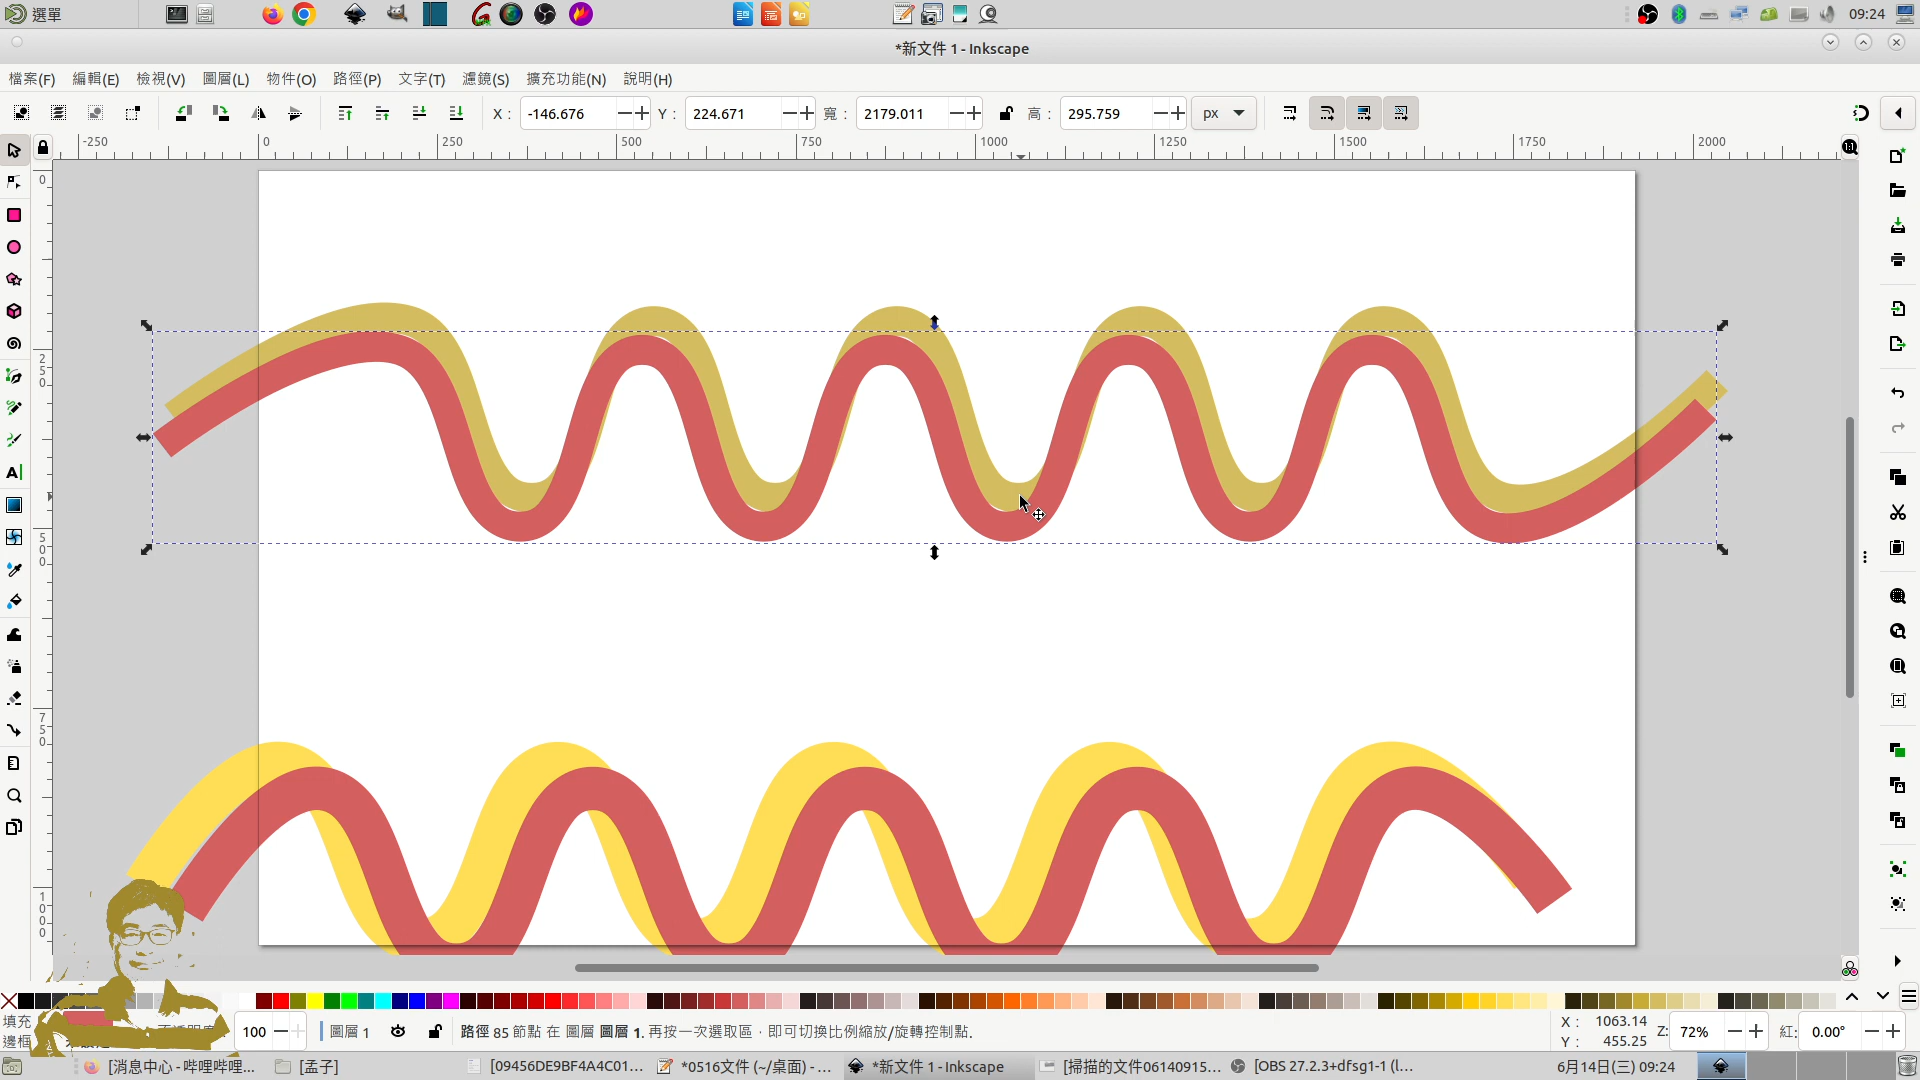 選單
09:24
*新文件 1 - Inkscape
檔案(F) 編輯(E) 檢視(V) 圖層(L) 物件(O) 路徑(P) 文字(T) 濾鏡(S) 擴充功能(N) 說明(H)
X： -146.676 Y： 224.671 寬： 2179.011 高： 295.759 px
-250 0 250 500 750 1000 1250 1500 1750 2000
0
250
500
750
1000
填充
邊框
100 圖層 1 路徑 85 節點 在 圖層 圖層 1. 再按一次選取區，即可切換比例縮放/旋轉控制點.
X： 1063.14
Y： 455.25
Z: 72% 紅: 0.00°
[消息中心 - 哔哩哔哩... [孟子] [09456DE9BF4A4C01... *0516文件 (~/桌面) - ... *新文件 1 - Inkscape [掃描的文件06140915... [OBS 27.2.3+dfsg1-1 (l... 6月14日(三) 09:24